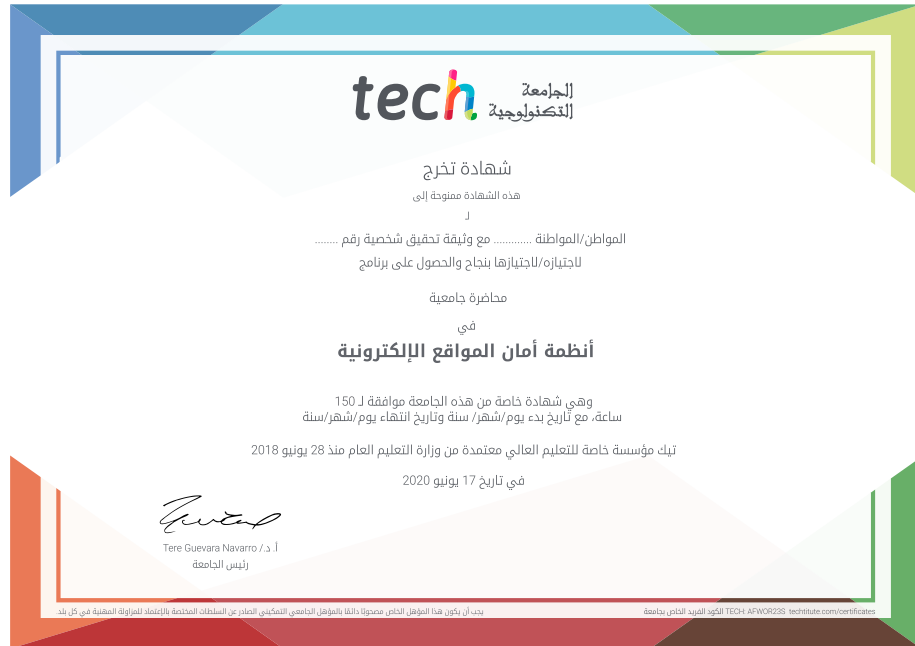 tech الجامعة
التكنولوجية
شهادة تخرج
هذه الشهادة ممنوحة إلى
لـ
المواطن/المواطنة ............. مع وثيقة تحقيق شخصية رقم ........
لاجتيازه/لاجتيازها بنجاح والحصول على برنامج
محاضرة جامعية
في
أنظمة أمان المواقع الإلكترونية
وهي شهادة خاصة من هذه الجامعة موافقة لـ 150
ساعة، مع تاريخ بدء يوم/شهر/ سنة وتاريخ انتهاء يوم/شهر/سنة
تيك مؤسسة خاصة للتعليم العالي معتمدة من وزارة التعليم العام منذ 28 يونيو 2018
في تاريخ 17 يونيو 2020
أ. د./ Tere Guevara Navarro
رئيس الجامعة
يجب أن يكون هذا المؤهل الخاص مصحوبًا دائمًا بالمؤهل الجامعي التمكيني الصادر عن السلطات المختصة بالإعتماد للمزاولة المهنية في كل بلد.
الكود الفريد الخاص بجامعة TECH: AFWOR23S techtitute.com/certificates